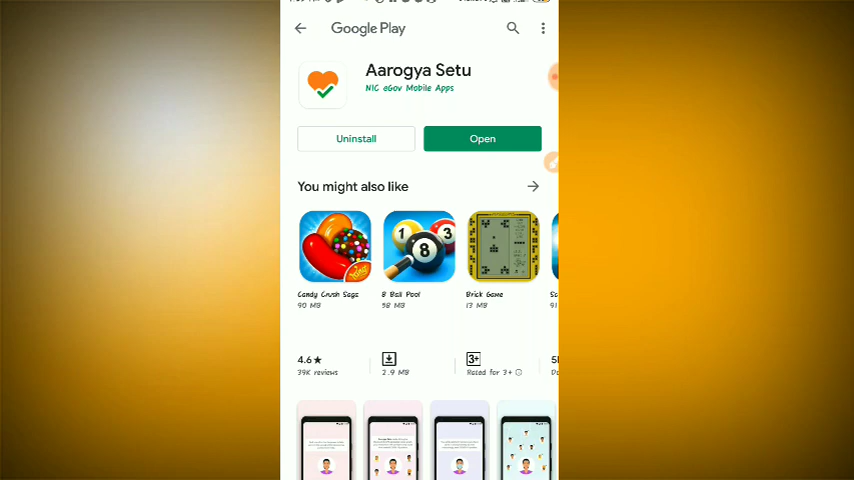 Google Play
Aarogya Setu
NIC eGov Mobile Apps
Uninstall
Open
You might also like
Candy Crush Saga
8 Ball Pool
Brick Game
90 MB
58 MB
13 MB
4.6★
3+
39K reviews
2.9 MB
Rated for 3+